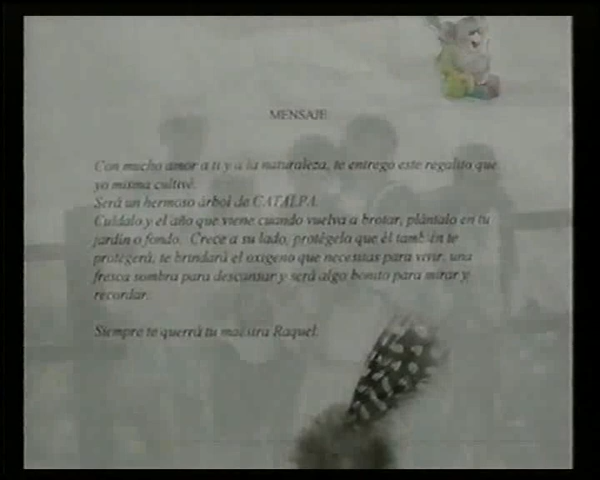 MENSAJE
Con mucho amor a ti y a la naturaleza, te entrego este regalito que
yo misma cultivé.
Será un hermoso árbol de CATALPA.
Cuídalo y el año que viene cuando vuelva a brotar, plántalo en tu
jardín o fondo. Crece a su lado, protégelo que él también te
protegerá, te brindará el oxígeno que necesitas para vivir, una
fresca sombra para descansar y será algo bonito para mirar y
recordar.
Siempre te querrá tu maestra Raquel.